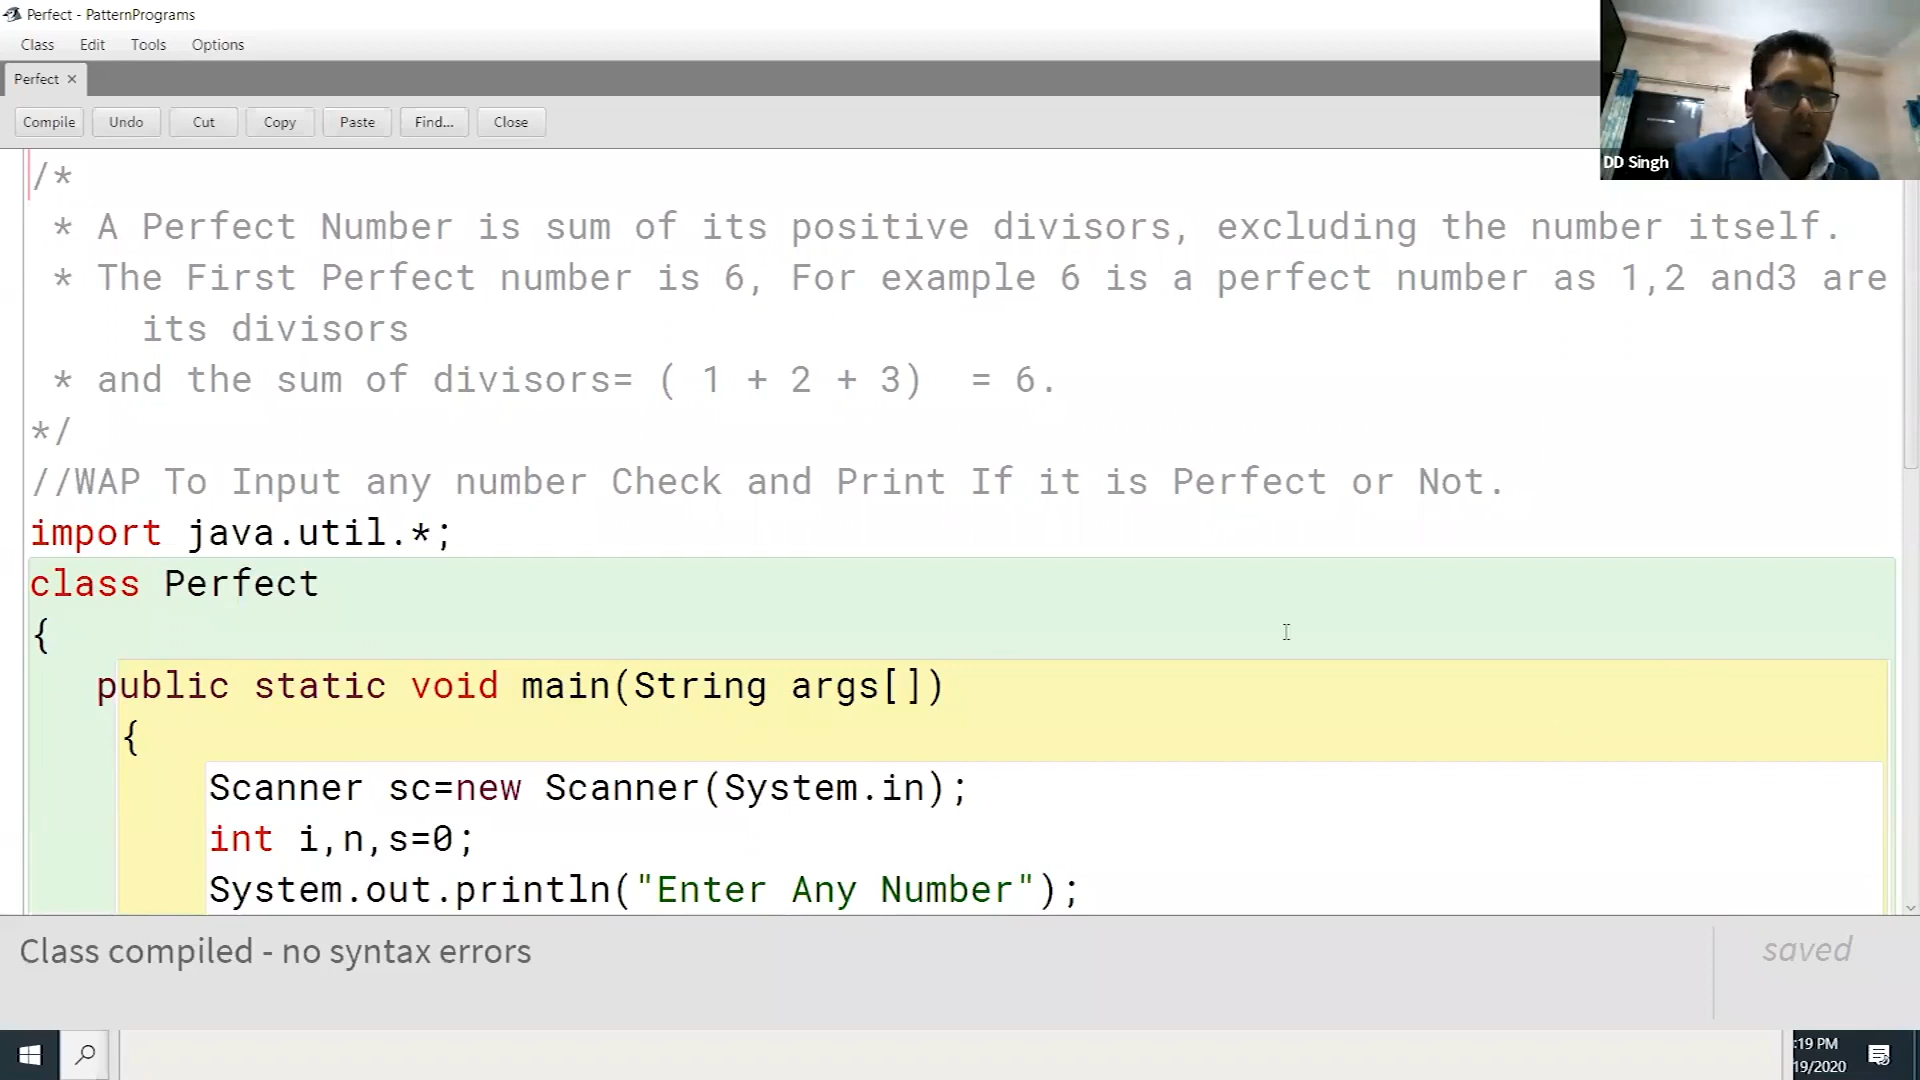 Perfect - PatternPrograms
Class Edit Tools Options
Perfect ×
Compile Undo Cut Copy Paste Find... Close
DD Singh
/*
* A Perfect Number is sum of its positive divisors, excluding the number itself.
* The First Perfect number is 6, For example 6 is a perfect number as 1,2 and3 are
its divisors
* and the sum of divisors= ( 1 + 2 + 3)  = 6.
*/
//WAP To Input any number Check and Print If it is Perfect or Not.
import java.util.*;
class Perfect
{
public static void main(String args[])
{
Scanner sc=new Scanner(System.in);
int i,n,s=0;
System.out.println("Enter Any Number");
Class compiled - no syntax errors
saved
:19 PM
19/2020